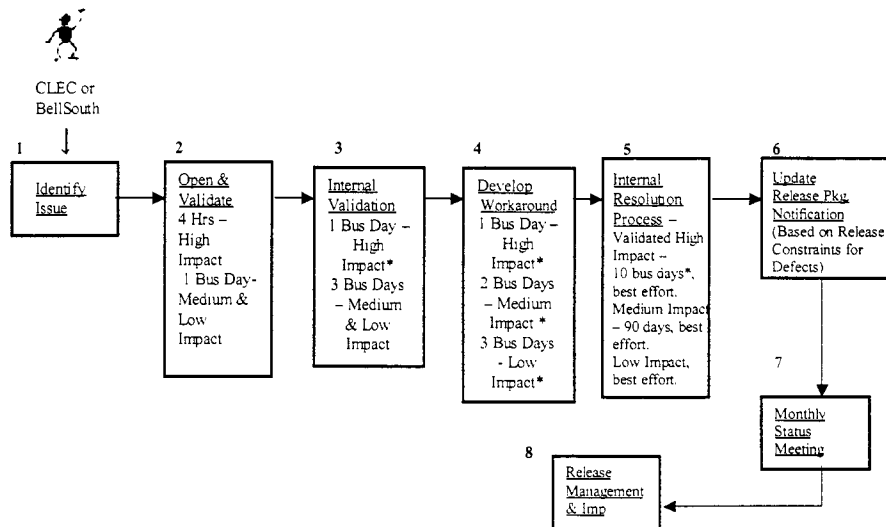 CLEC or
BellSouth
1
Identify
Issue
2
Open &
Validate
4 Hrs –
High
Impact
1 Bus Day-
Medium &
Low
Impact
3
Internal
Validation
1 Bus Day –
High
Impact*
3 Bus Days
– Medium
& Low
Impact
4
Develop
Workaround
1 Bus Day –
High
Impact*
2 Bus Days
– Medium
Impact *
3 Bus Days
- Low
Impact*
5
Internal
Resolution
Process –
Validated High
Impact –
10 bus days*,
best effort.
Medium Impact
– 90 days, best
effort.
Low Impact,
best effort.
6
Update
Release Pkg.
Notification
(Based on Release
Constraints for
Defects)
7
Monthly
Status
Meeting
8
Release
Management
& Imp